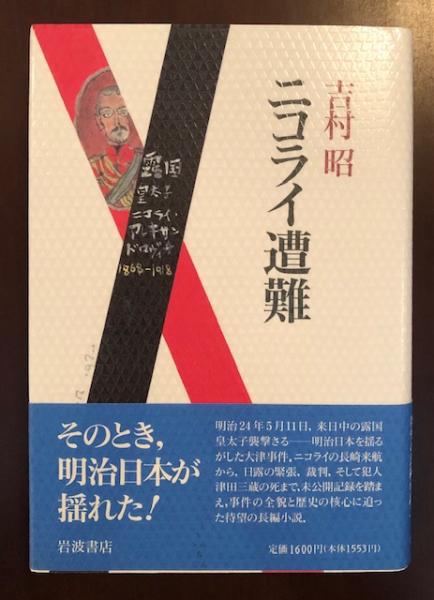 吉村 昭
ニコライ遭難
露国
皇太子
ニコライ・
アレキサン
ドロヴィチ
1868-1918
そのとき,
明治日本が
揺れた!
岩波書店
明治24年5月11日, 来日中の露国
皇太子襲撃さる——明治日本を揺る
がした大津事件. ニコライの長崎来航
から, 日露の緊張, 裁判, そして犯人
津田三蔵の死まで, 未公開記録を踏ま
え, 事件の全貌と歴史の核心に迫っ
た待望の長編小説.
定価1600円(本体1553円)